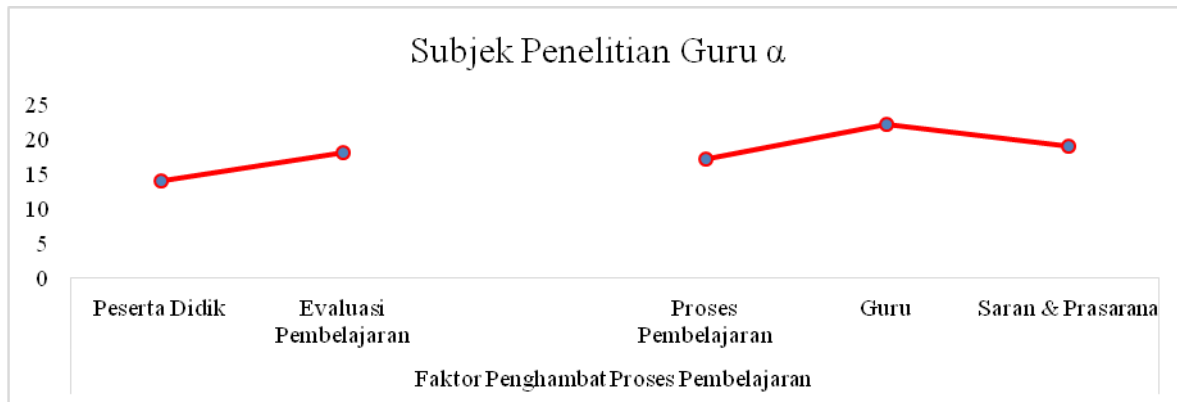 Subjek Penelitian Guru α
25
20
15
10
5
0
Peserta Didik
Evaluasi
Pembelajaran
Proses
Pembelajaran
Guru
Saran & Prasarana
Faktor Penghambat Proses Pembelajaran